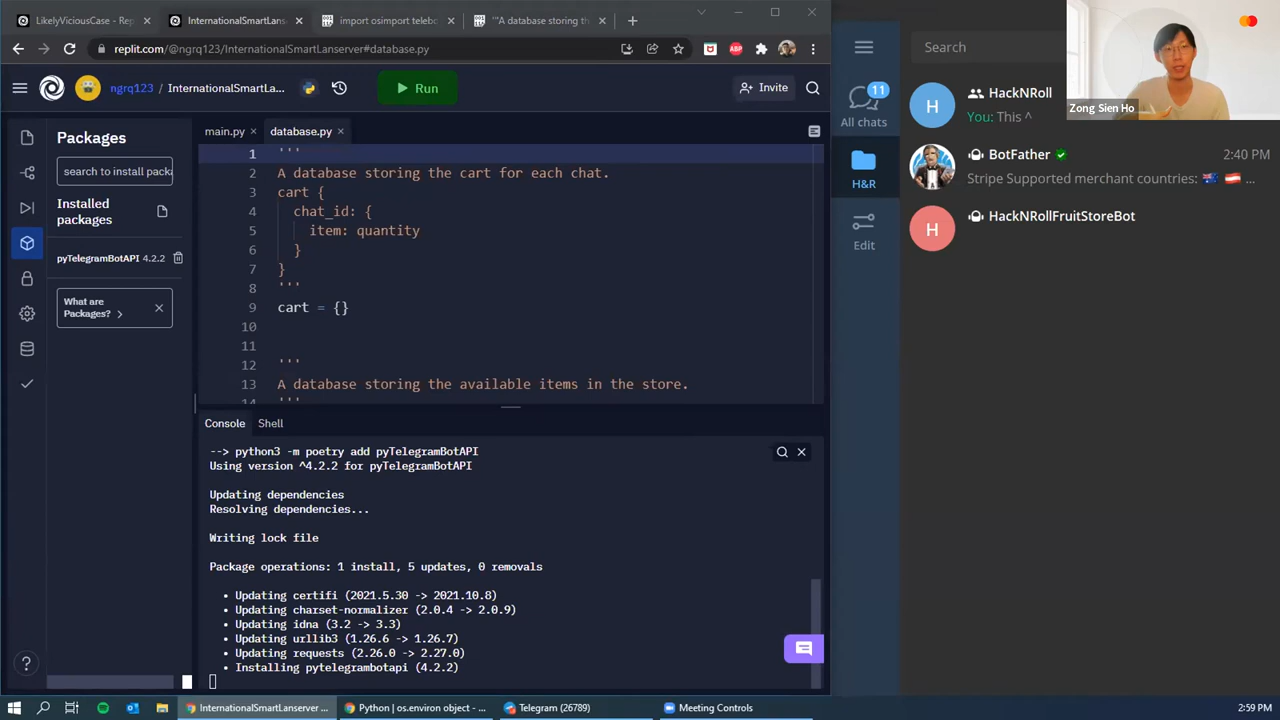 LikelyViciousCase - Rep
InternationalSmartLanserve
import osimport telebo
'''A database storing th
replit.com/@ngrq123/InternationalSmartLanserver#database.py
ABP
ngrq123 / InternationalSmartLa...
Run
Invite
Packages
search to install packa
Installed packages
pyTelegramBotAPI 4.2.2
What are Packages?
main.py
database.py
1 '''
2 A database storing the cart for each chat.
3 cart {
4 chat_id: {
5 item: quantity
6 }
7 }
8 '''
9 cart = {}
10
11
12 '''
13 A database storing the available items in the store.
14 '''
Console
Shell
--> python3 -m poetry add pyTelegramBotAPI
Using version ^4.2.2 for pyTelegramBotAPI
Updating dependencies
Resolving dependencies...
Writing lock file
Package operations: 1 install, 5 updates, 0 removals
• Updating certifi (2021.5.30 -> 2021.10.8)
• Updating charset-normalizer (2.0.4 -> 2.0.9)
• Updating idna (3.2 -> 3.3)
• Updating urllib3 (1.26.6 -> 1.26.7)
• Updating requests (2.26.0 -> 2.27.0)
• Installing pytelegrambotapi (4.2.2)
Search
11
All chats
H&R
Edit
H
HackNRoll
You: This ^
BotFather
2:40 PM
Stripe Supported merchant countries: ...
H
HackNRollFruitStoreBot
Zong Sien Ho
InternationalSmartLanserver ...
Python | os.environ object - ...
Telegram (26789)
Meeting Controls
2:59 PM